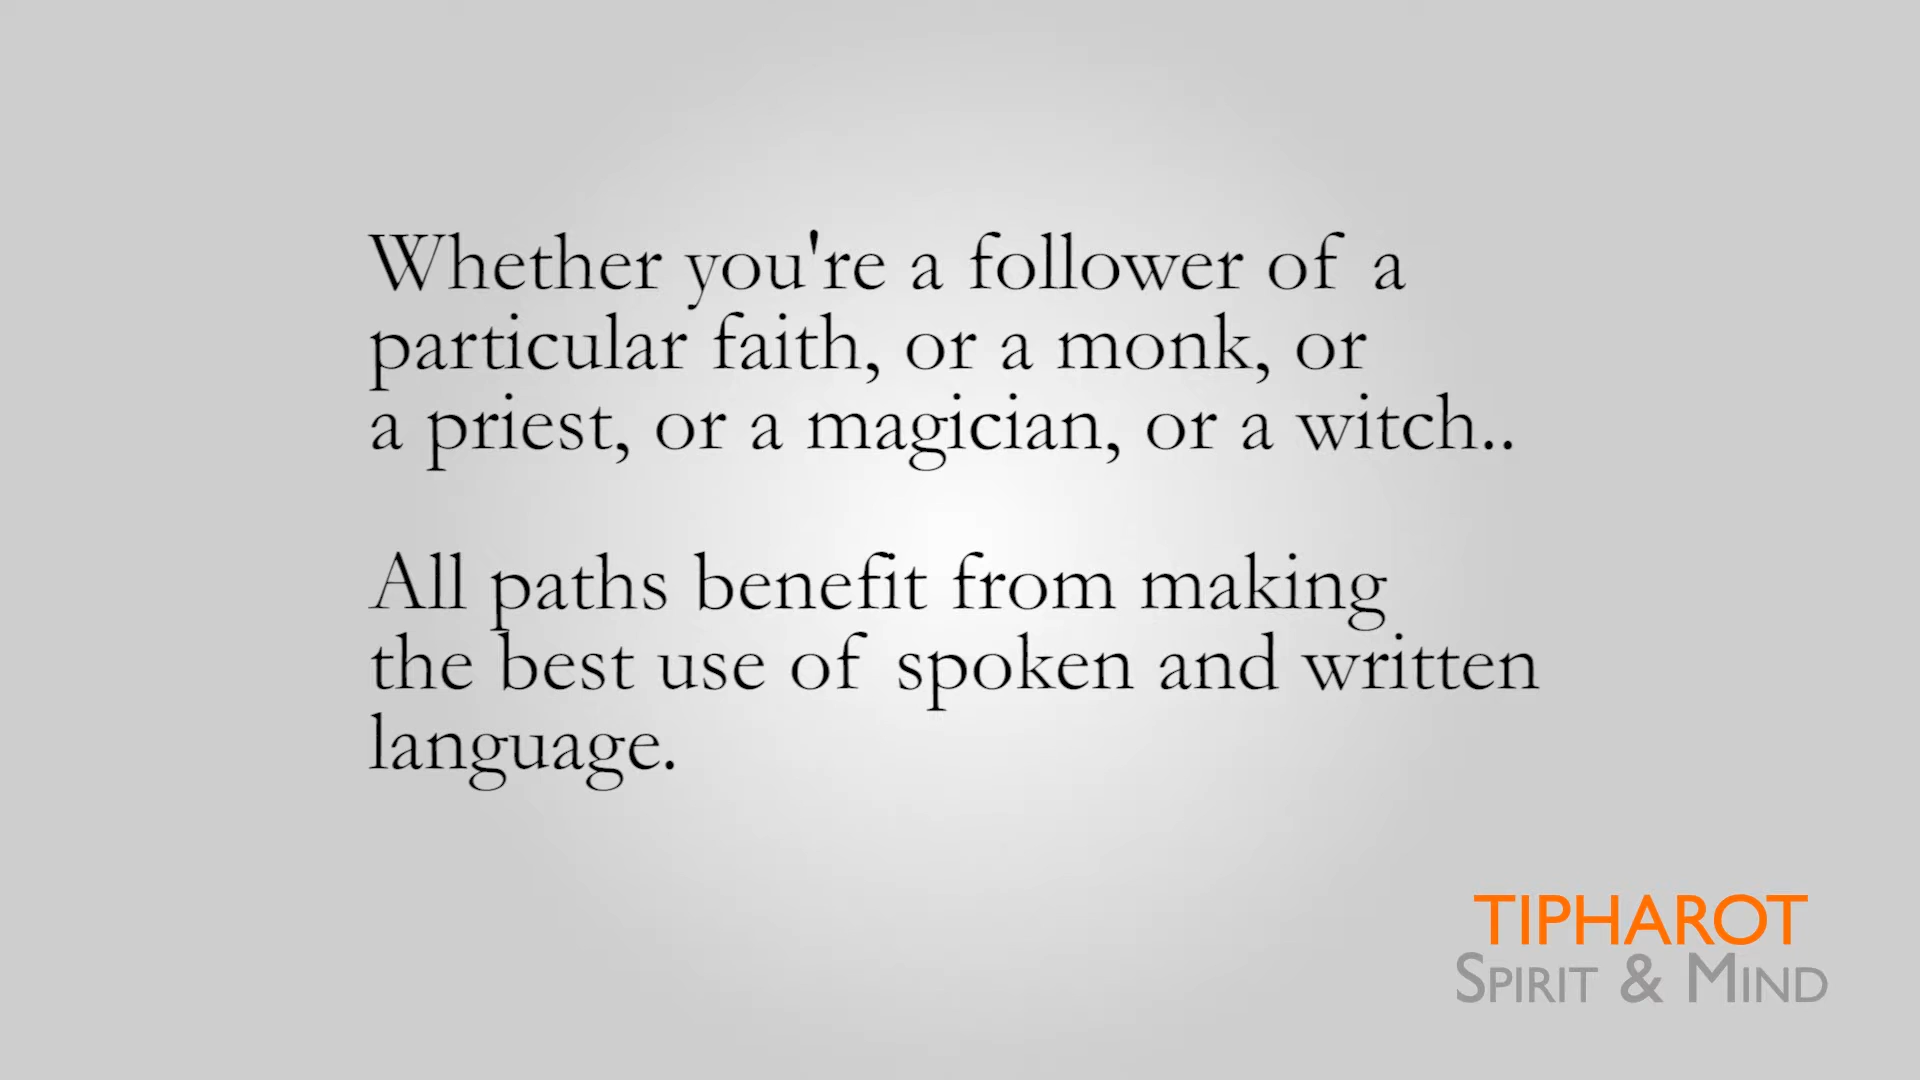 Whether you're a follower of a
particular faith, or a monk, or
a priest, or a magician, or a witch..
All paths benefit from making
the best use of spoken and written
language.
TIPHAROT
SPIRIT & MIND